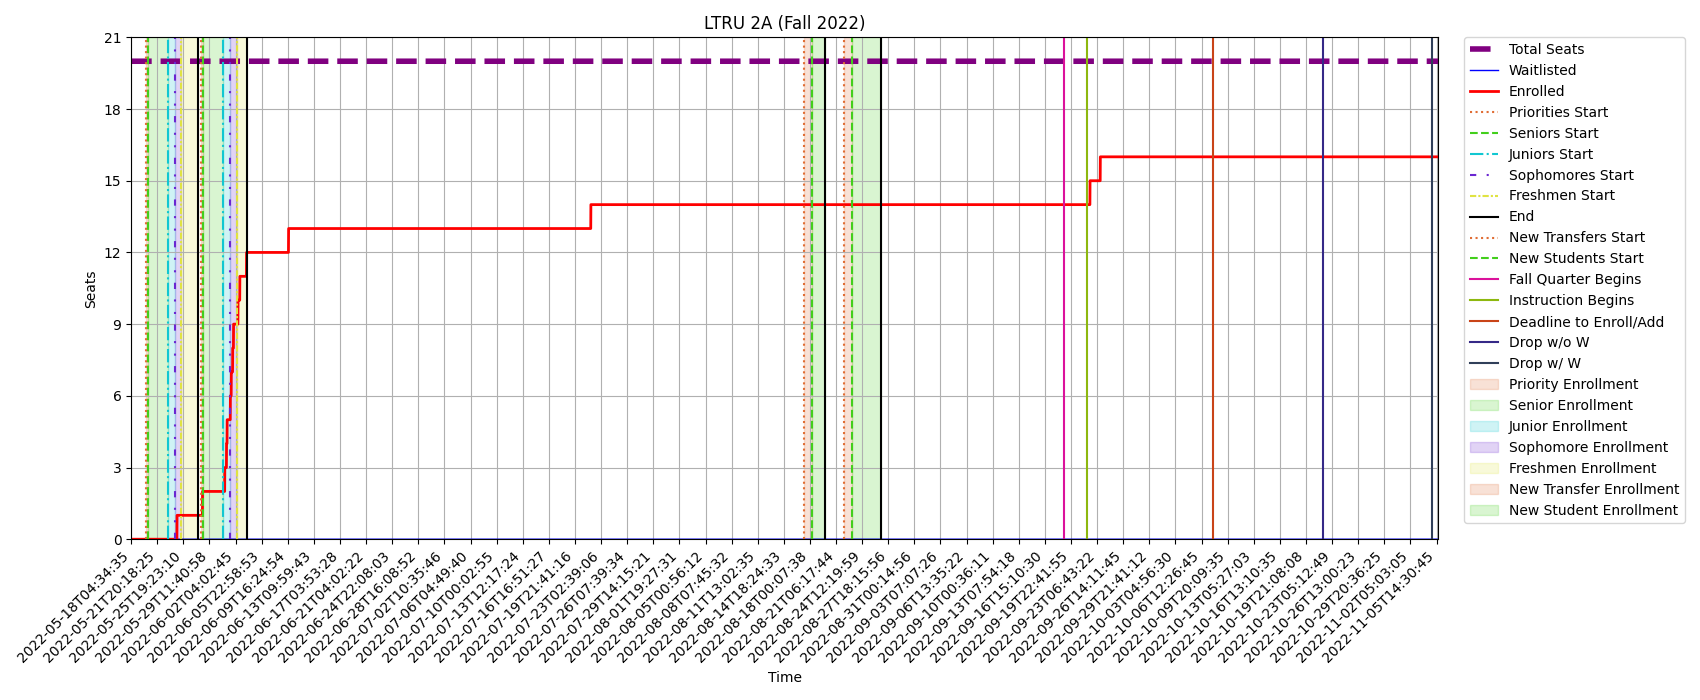 LTRU 2A (Fall 2022)
21
18
15
12
9
6
3
0
Seats
2022-05-18T04:34:35
2022-05-21T20:18:25
2022-05-25T19:23:10
2022-05-29T11:40:58
2022-06-02T04:02:45
2022-06-05T22:58:53
2022-06-09T16:24:54
2022-06-13T09:59:43
2022-06-17T03:53:28
2022-06-21T04:02:22
2022-06-24T22:08:03
2022-06-28T16:08:52
2022-07-02T10:35:46
2022-07-06T04:49:40
2022-07-10T00:02:55
2022-07-13T12:17:24
2022-07-16T16:51:27
2022-07-19T21:41:16
2022-07-23T02:39:06
2022-07-26T07:39:34
2022-07-29T14:15:21
2022-08-01T19:27:31
2022-08-05T00:56:12
2022-08-08T07:45:32
2022-08-11T13:02:35
2022-08-14T18:24:33
2022-08-18T00:07:38
2022-08-21T06:17:44
2022-08-24T12:19:59
2022-08-27T18:15:56
2022-08-31T00:14:56
2022-09-03T07:07:26
2022-09-06T13:35:22
2022-09-10T00:36:11
2022-09-13T07:54:18
2022-09-16T15:10:30
2022-09-19T22:41:55
2022-09-23T06:43:22
2022-09-26T14:11:45
2022-09-29T21:41:12
2022-10-03T04:56:30
2022-10-06T12:26:45
2022-10-09T20:09:35
2022-10-13T05:27:03
2022-10-16T13:10:35
2022-10-19T21:08:08
2022-10-23T05:12:49
2022-10-26T13:00:23
2022-10-29T20:36:25
2022-11-02T05:03:05
2022-11-05T14:30:45
Time
Total Seats
Waitlisted
Enrolled
Priorities Start
Seniors Start
Juniors Start
Sophomores Start
Freshmen Start
End
New Transfers Start
New Students Start
Fall Quarter Begins
Instruction Begins
Deadline to Enroll/Add
Drop w/o W
Drop w/ W
Priority Enrollment
Senior Enrollment
Junior Enrollment
Sophomore Enrollment
Freshmen Enrollment
New Transfer Enrollment
New Student Enrollment